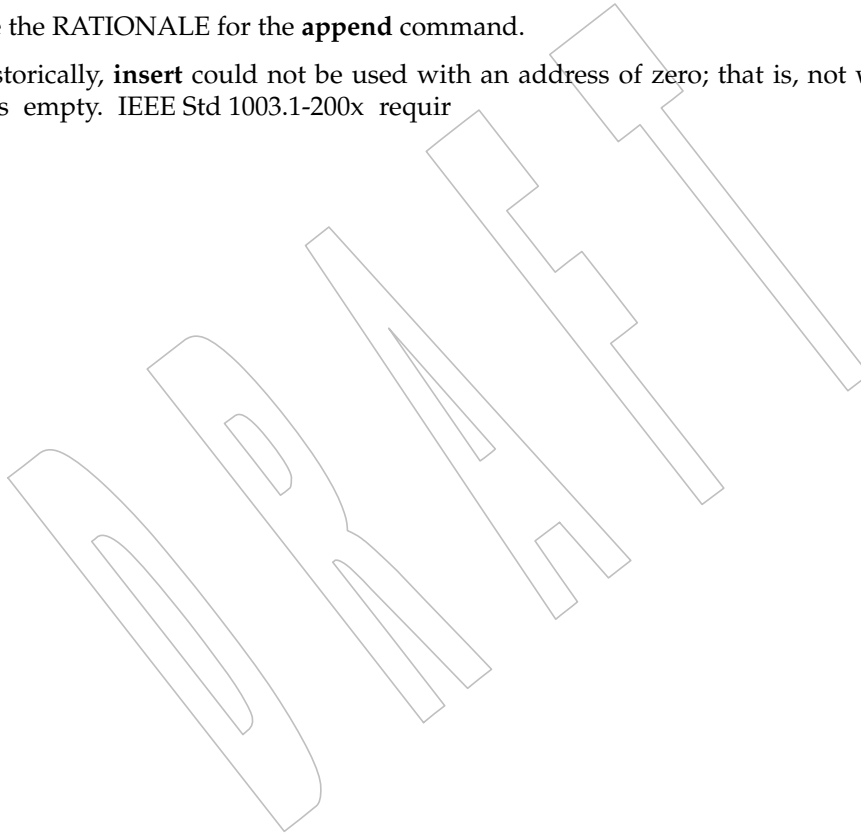 e the RATIONALE for the append command.
storically, insert could not be used with an address of zero; that is, not w
s empty. IEEE Std 1003.1-200x requir
DRAFT